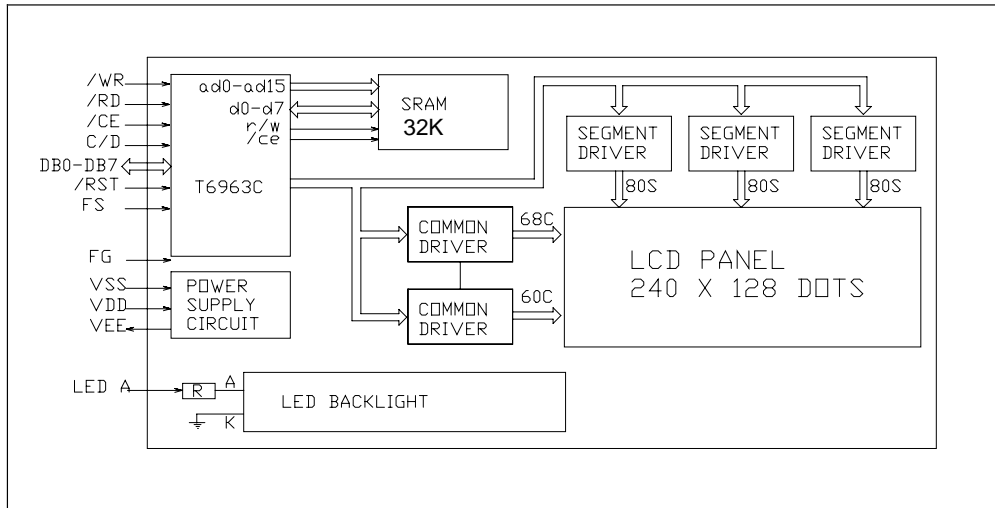 /WR
/RD
/CE
C/D
DB0-DB7
/RST
FS
FG
VSS
VDD
VEE
LED A
ad0-ad15
d0-d7
r/w
/ce
T6963C
SRAM
32K
POWER
SUPPLY
CIRCUIT
SEGMENT
DRIVER
SEGMENT
DRIVER
SEGMENT
DRIVER
80S
80S
80S
COMMON
DRIVER
68C
COMMON
DRIVER
60C
LCD PANEL
240 X 128 DOTS
R
A
K
LED BACKLIGHT